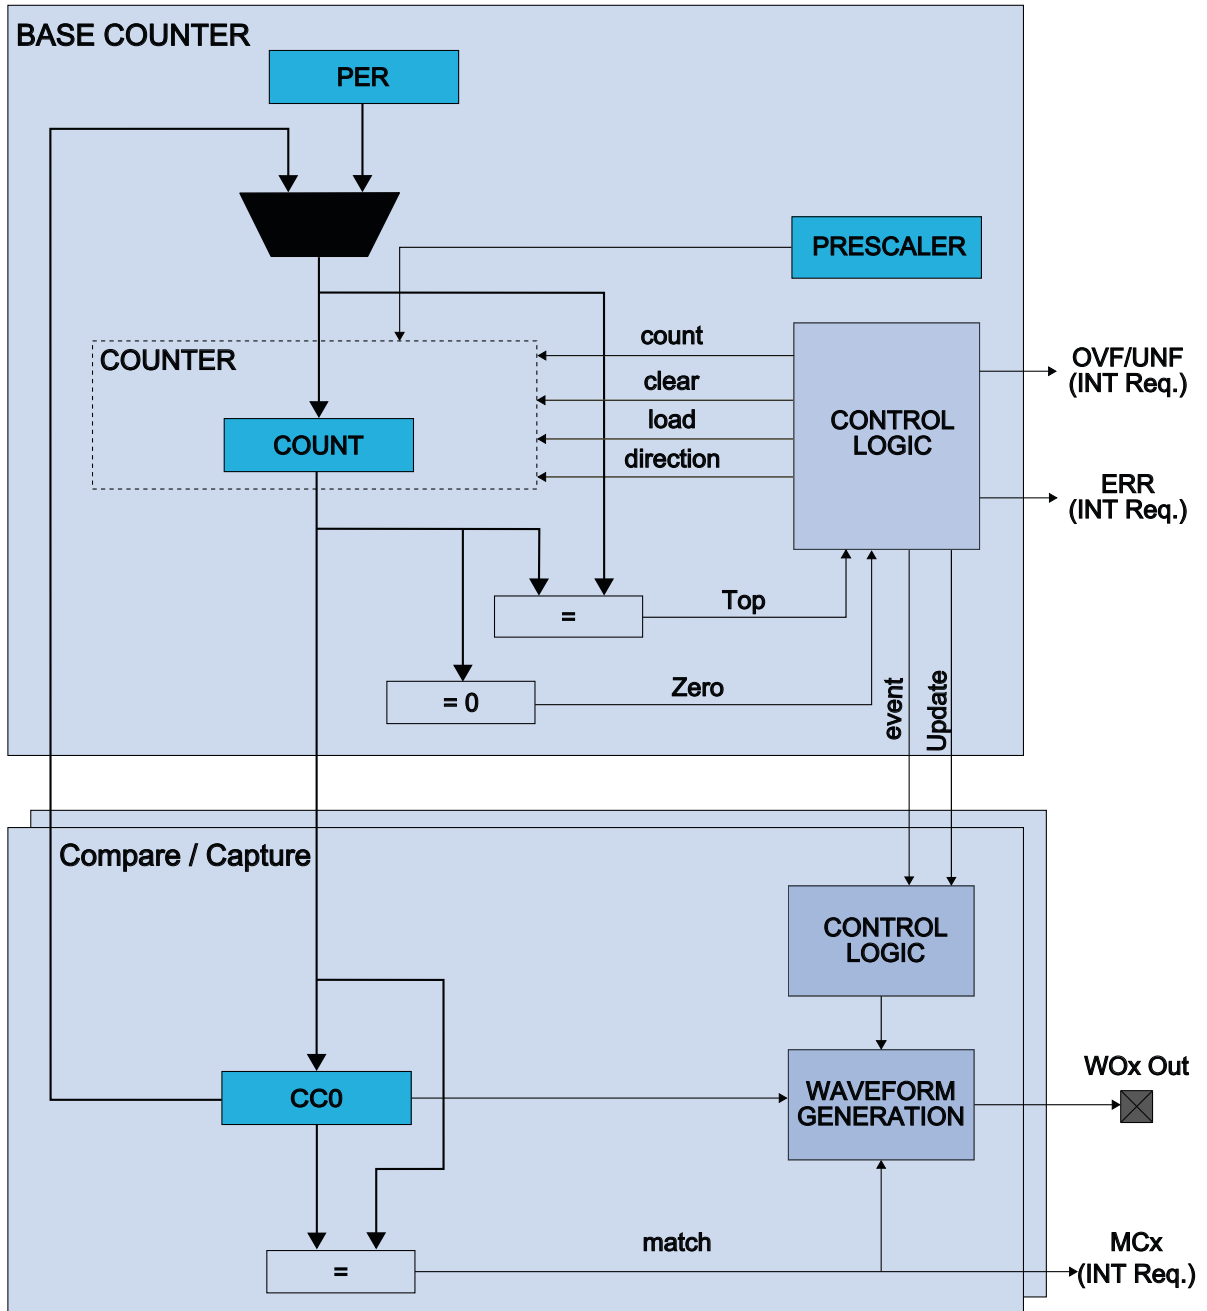 BASE COUNTER
PER
PRESCALER
COUNTER
count
clear
load
direction
COUNT
CONTROL
LOGIC
OVF/UNF
(INT Req.)
ERR
(INT Req.)
=
Top
= 0
Zero
event
Update
Compare / Capture
CONTROL
LOGIC
CC0
WAVEFORM
GENERATION
WOx Out
=
match
MCx
(INT Req.)